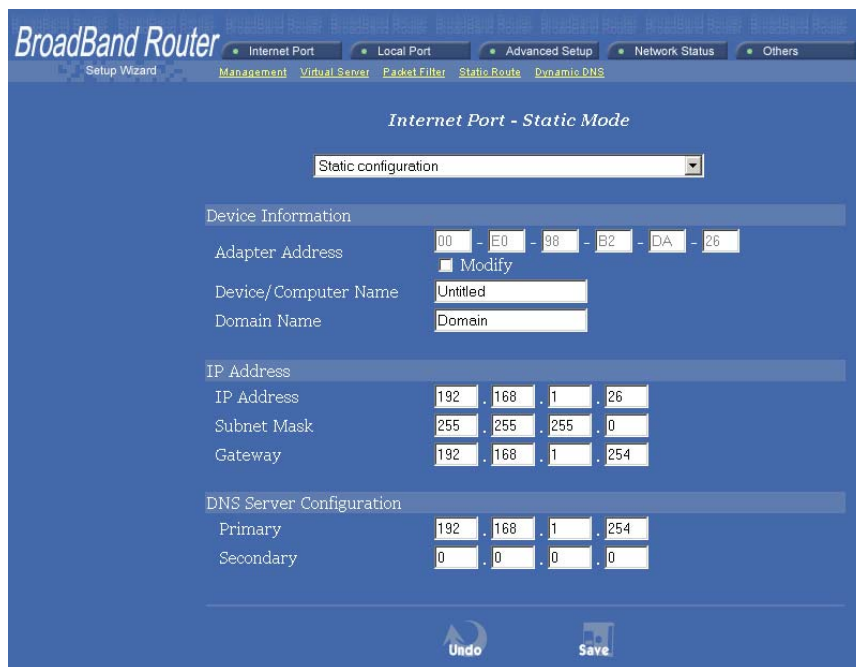 BroadBand Router
Internet Port Local Port Advanced Setup Network Status Others
Setup Wizard
Management Virtual Server Packet Filter Static Route Dynamic DNS
Internet Port - Static Mode
Static configuration
Device Information
Adapter Address 00 - E0 - 98 - B2 - DA - 26
Modify
Device/Computer Name Untitled
Domain Name Domain
IP Address
IP Address 192 . 168 . 1 . 26
Subnet Mask 255 . 255 . 255 . 0
Gateway 192 . 168 . 1 . 254
DNS Server Configuration
Primary 192 . 168 . 1 . 254
Secondary 0 . 0 . 0 . 0
Undo Save